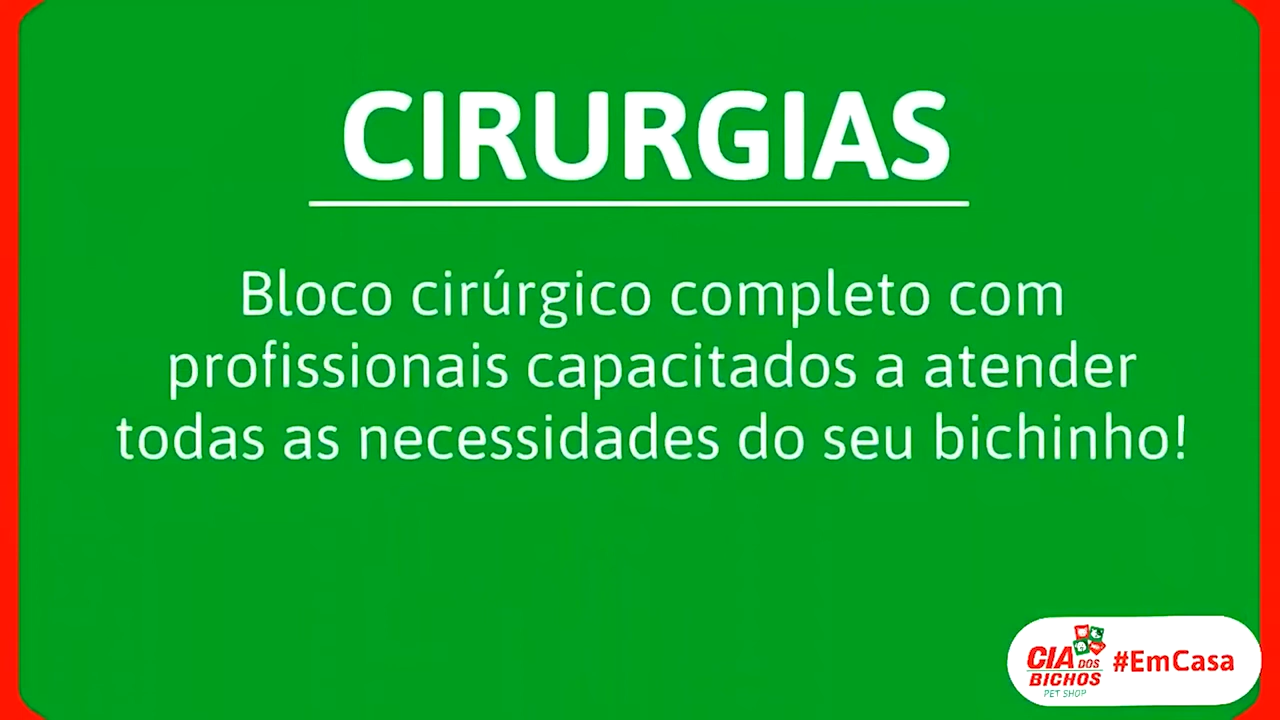 CIRURGIAS
Bloco cirúrgico completo com
profissionais capacitados a atender
todas as necessidades do seu bichinho!
CIA DOS
BICHOS
PET SHOP
#EmCasa